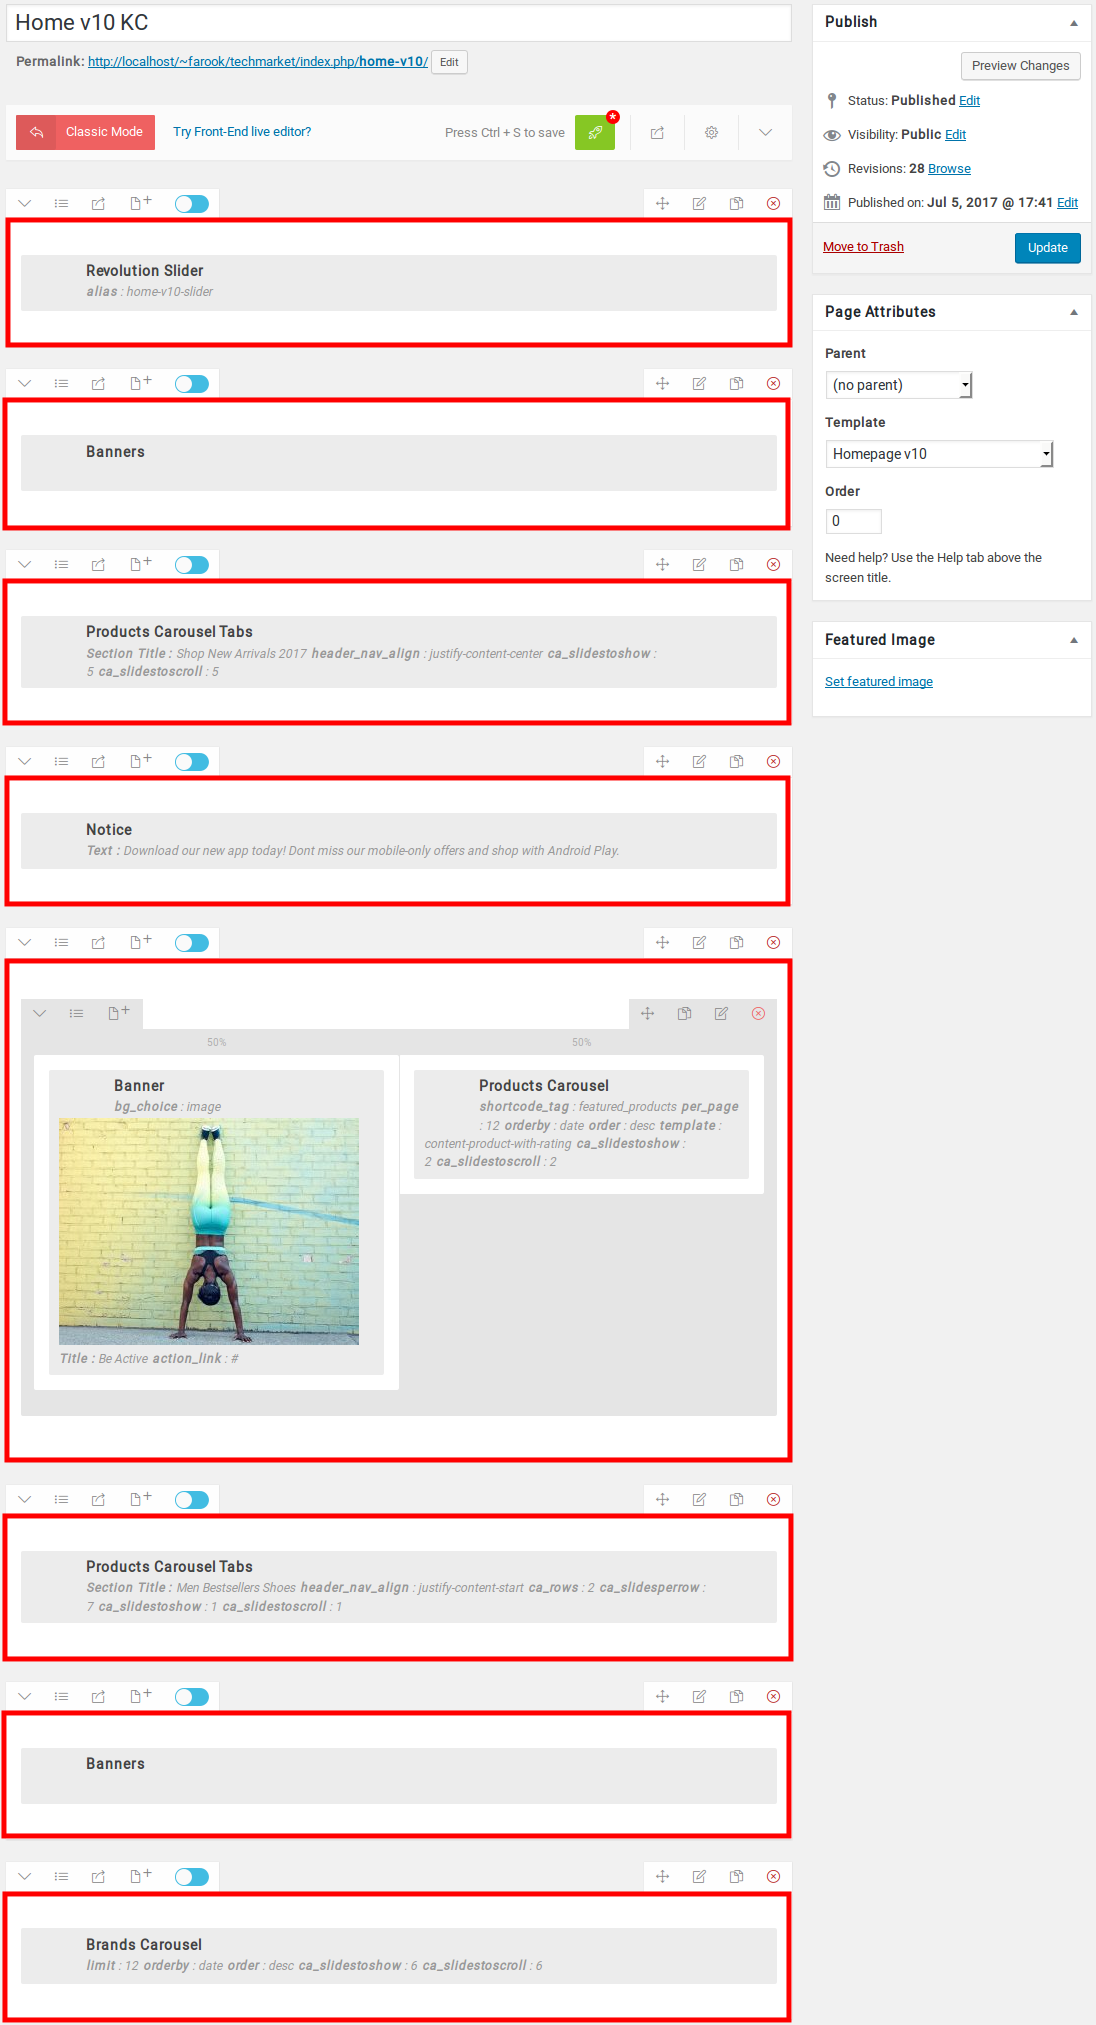 Home v10 KC
Permalink: http://localhost/~farook/techmarket/index.php/home-v10/ Edit
Classic Mode Try Front-End live editor? Press Ctrl + S to save *
Revolution Slider
alias : home-v10-slider
Banners
Products Carousel Tabs
Section Title : Shop New Arrivals 2017 header_nav_align : justify-content-center ca_slidestoshow :
5 ca_slidestoscroll : 5
Notice
Text : Download our new app today! Dont miss our mobile-only offers and shop with Android Play.
50%
50%
Banner
bg_choice : image
Title : Be Active action_link : #
Products Carousel
shortcode_tag : featured_products per_page
: 12 orderby : date order : desc template :
content-product-with-rating ca_slidestoshow :
2 ca_slidestoscroll : 2
Products Carousel Tabs
Section Title : Men Bestsellers Shoes header_nav_align : justify-content-start ca_rows : 2 ca_slidesperrow :
7 ca_slidestoshow : 1 ca_slidestoscroll : 1
Banners
Brands Carousel
limit : 12 orderby : date order : desc ca_slidestoshow : 6 ca_slidestoscroll : 6
Publish
Preview Changes
Status: Published Edit
Visibility: Public Edit
Revisions: 28 Browse
Published on: Jul 5, 2017 @ 17:41 Edit
Move to Trash Update
Page Attributes
Parent
(no parent)
Template
Homepage v10
Order
0
Need help? Use the Help tab above the
screen title.
Featured Image
Set featured image